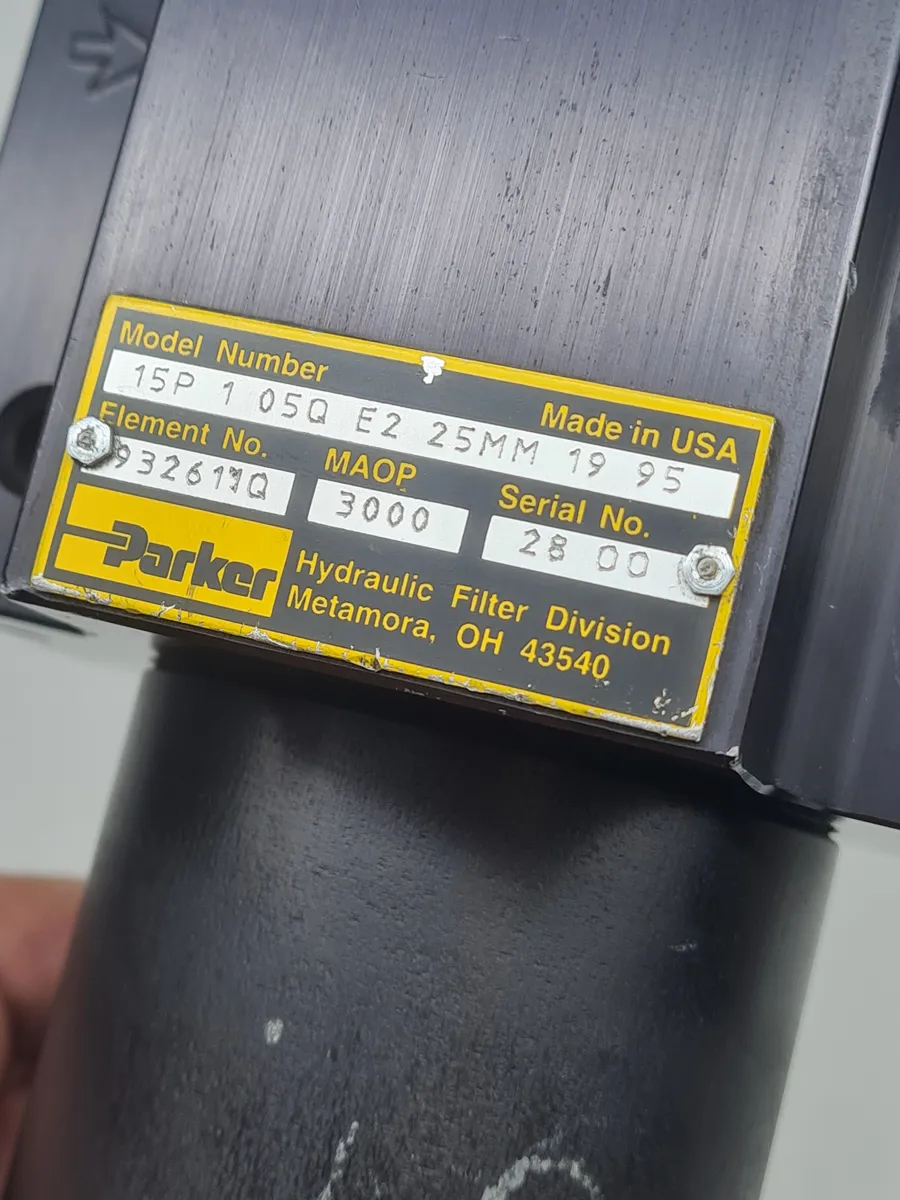 Model Number
Made in USA
15P 1 05Q E2 25MM 19 95
Element No.
MAOP
Serial No.
3000
28 00
Parker
Hydraulic Filter Division
Metamora, OH 43540